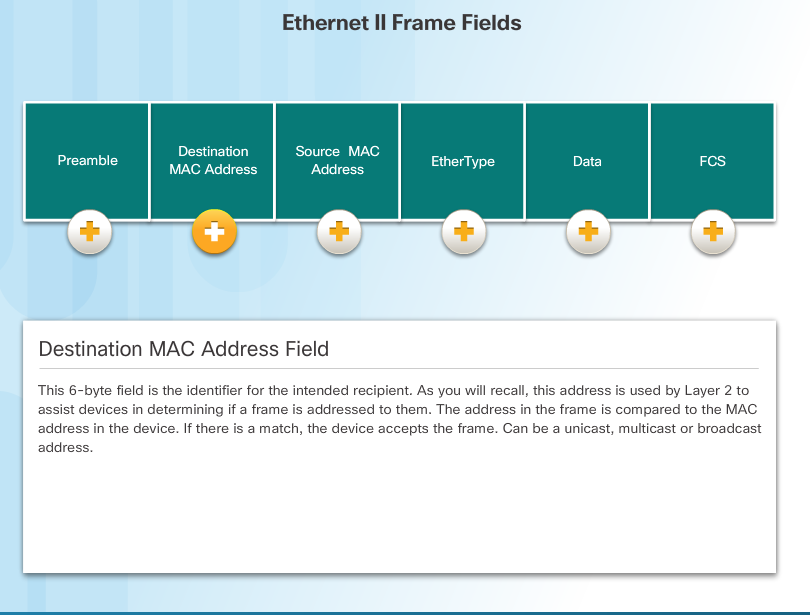 Ethernet II Frame Fields
Preamble
Destination
MAC Address
Source MAC
Address
EtherType
Data
FCS
Destination MAC Address Field
This 6-byte field is the identifier for the intended recipient. As you will recall, this address is used by Layer 2 to
assist devices in determining if a frame is addressed to them. The address in the frame is compared to the MAC
address in the device. If there is a match, the device accepts the frame. Can be a unicast, multicast or broadcast
address.